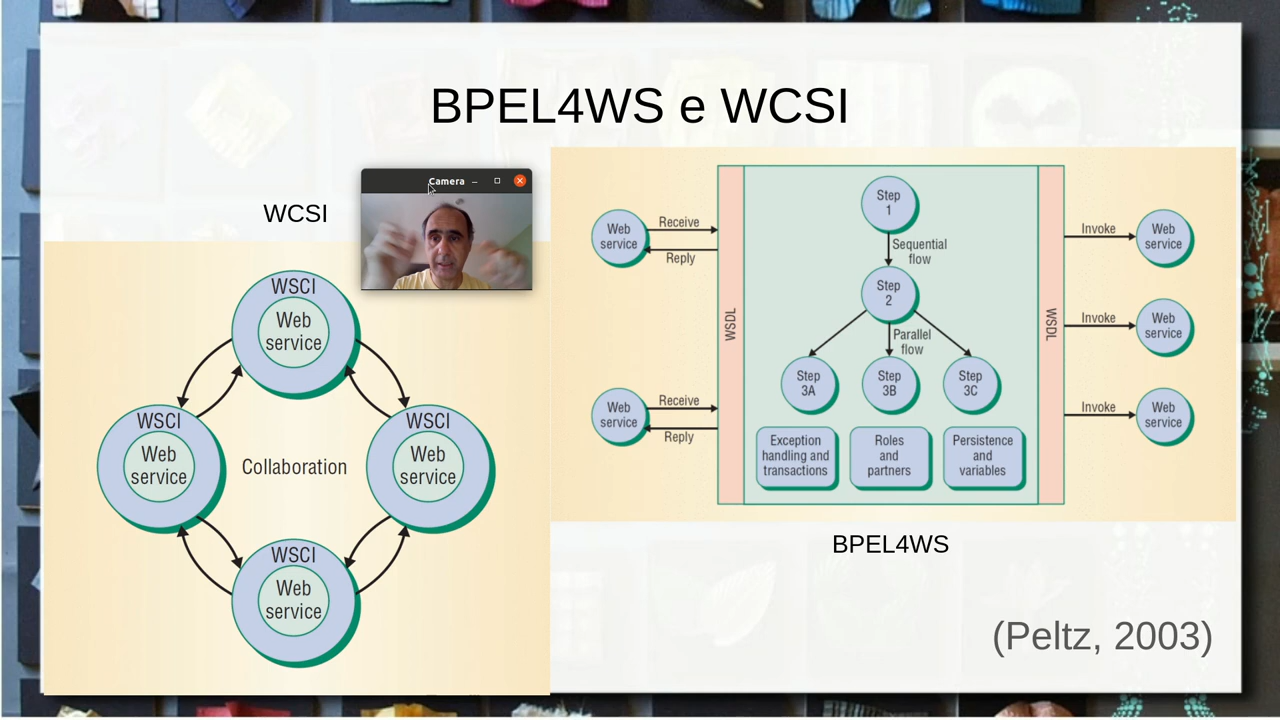 BPEL4WS e WCSI
WCSI
Camera
WSCI
Web
service
WSCI
Web
service
Collaboration
WSCI
Web
service
WSCI
Web
service
Web
service
Receive
Reply
Web
service
Receive
Reply
WSDL
Step
1
Sequential
flow
Step
2
Parallel
flow
Step
3A
Step
3B
Step
3C
Exception
handling and
transactions
Roles
and
partners
Persistence
and
variables
WSDL
Invoke
Web
service
Invoke
Web
service
Invoke
Web
service
BPEL4WS
(Peltz, 2003)